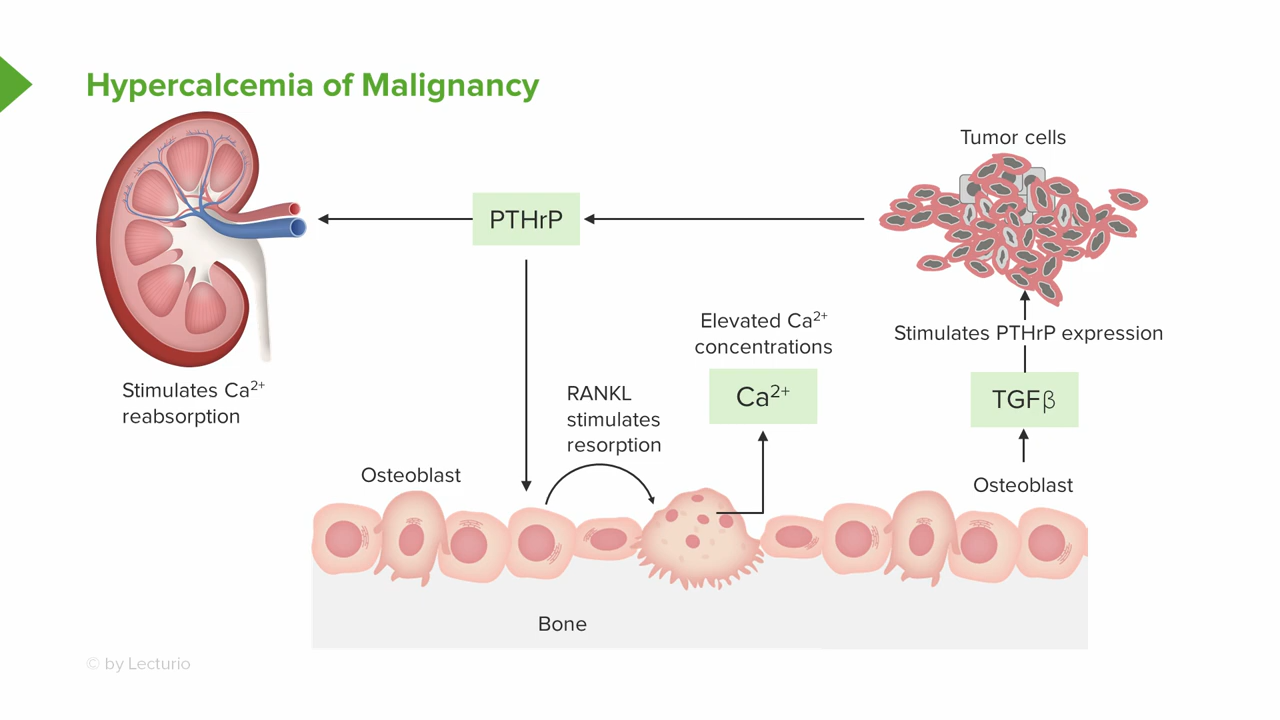 Hypercalcemia of Malignancy
Tumor cells
PTHrP
Elevated Ca²⁺
concentrations
Stimulates PTHrP expression
Stimulates Ca²⁺
reabsorption
RANKL
stimulates
resorption
Ca²⁺
TGFβ
Osteoblast
Osteoblast
Bone
© by Lecturio